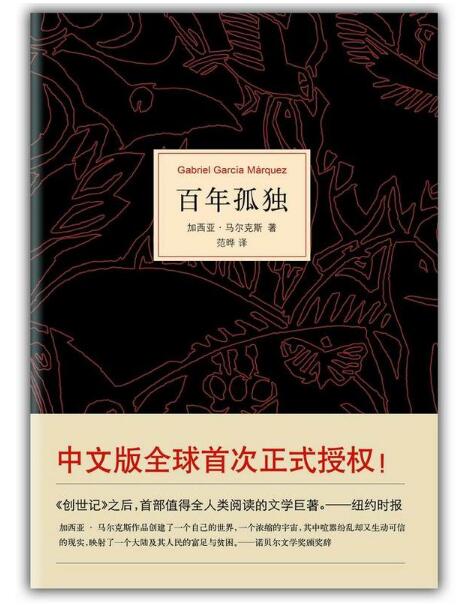 Gabriel García Márquez
百年孤独
加西亚·马尔克斯 著
范晔 译
中文版全球首次正式授权!
《创世记》之后,首部值得全人类阅读的文学巨著。——纽约时报
加西亚·马尔克斯作品创建了一个自己的世界,一个浓缩的宇宙,其中喧嚣纷乱却又生动可信
的现实,映射了一个大陆及其人民的富足与贫困。——诺贝尔文学奖颁奖辞